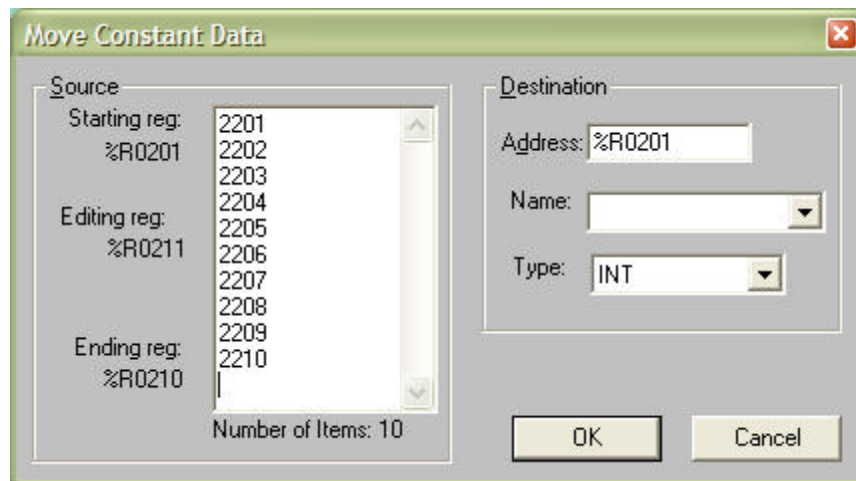 Move Constant Data
Source
Starting reg:
%R0201
Editing reg:
%R0211
Ending reg:
%R0210
2201
2202
2203
2204
2205
2206
2207
2208
2209
2210
Number of Items: 10
Destination
Address: %R0201
Name:
Type: INT
OK Cancel